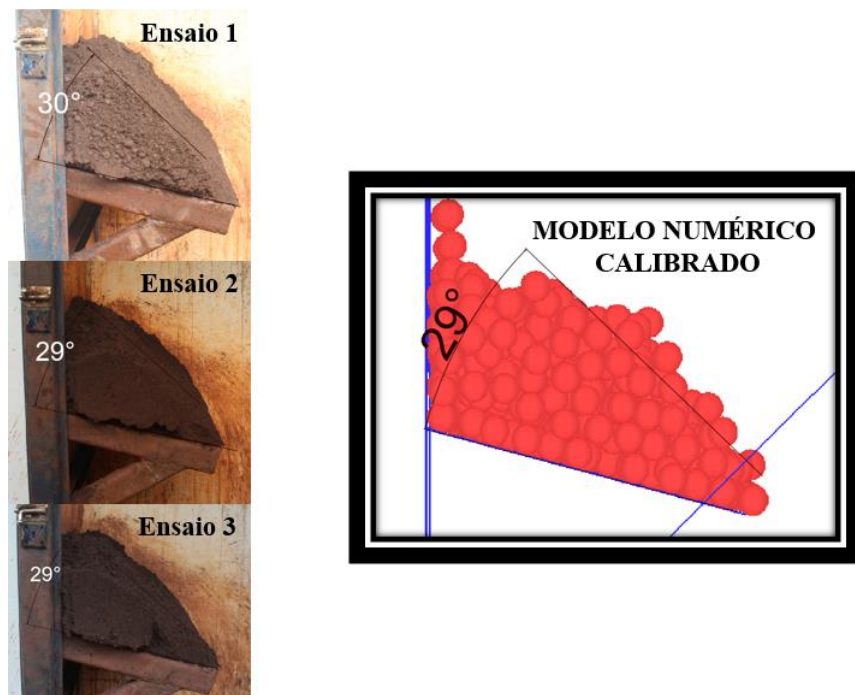 Ensaio 1
30°
Ensaio 2
29°
Ensaio 3
29°
MODELO NUMÉRICO
CALIBRADO
29°